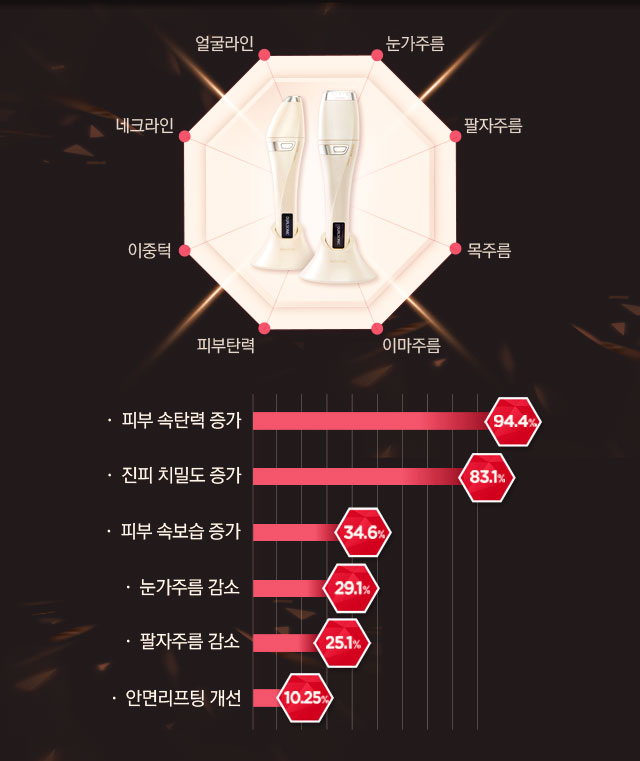 얼굴라인
눈가주름
네크라인
팔자주름
이중턱
목주름
피부탄력
이마주름
· 피부 속탄력 증가 94.4%
· 진피 치밀도 증가 83.1%
· 피부 속보습 증가 34.6%
· 눈가주름 감소 29.1%
· 팔자주름 감소 25.1%
· 안면리프팅 개선 10.25%